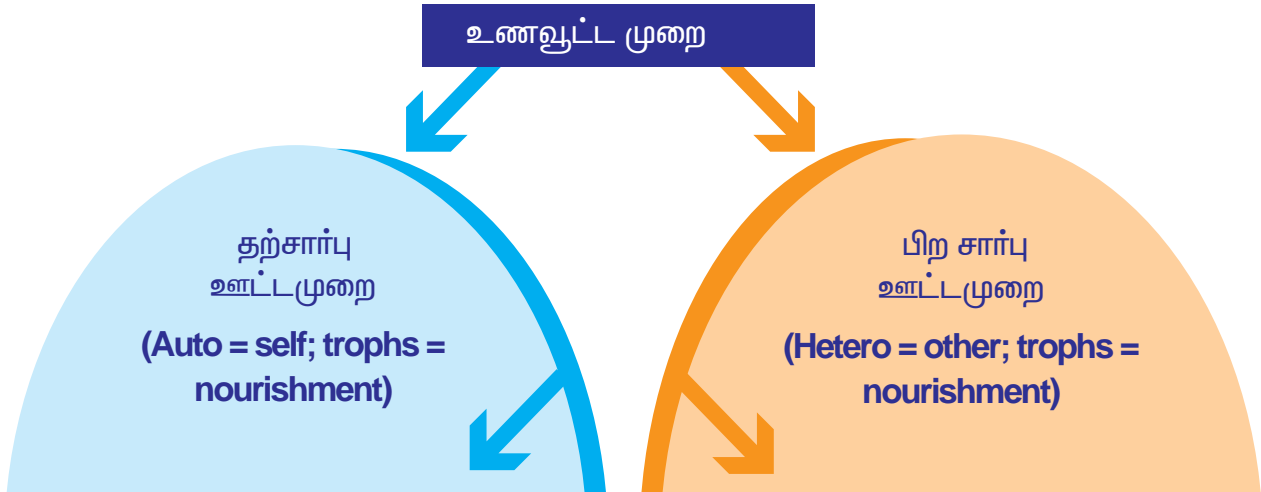 உணவூட்ட முறை
தற்சார்பு
ஊட்டமுறை
(Auto = self; trophs =
nourishment)
பிற சார்பு
ஊட்டமுறை
(Hetero = other; trophs =
nourishment)